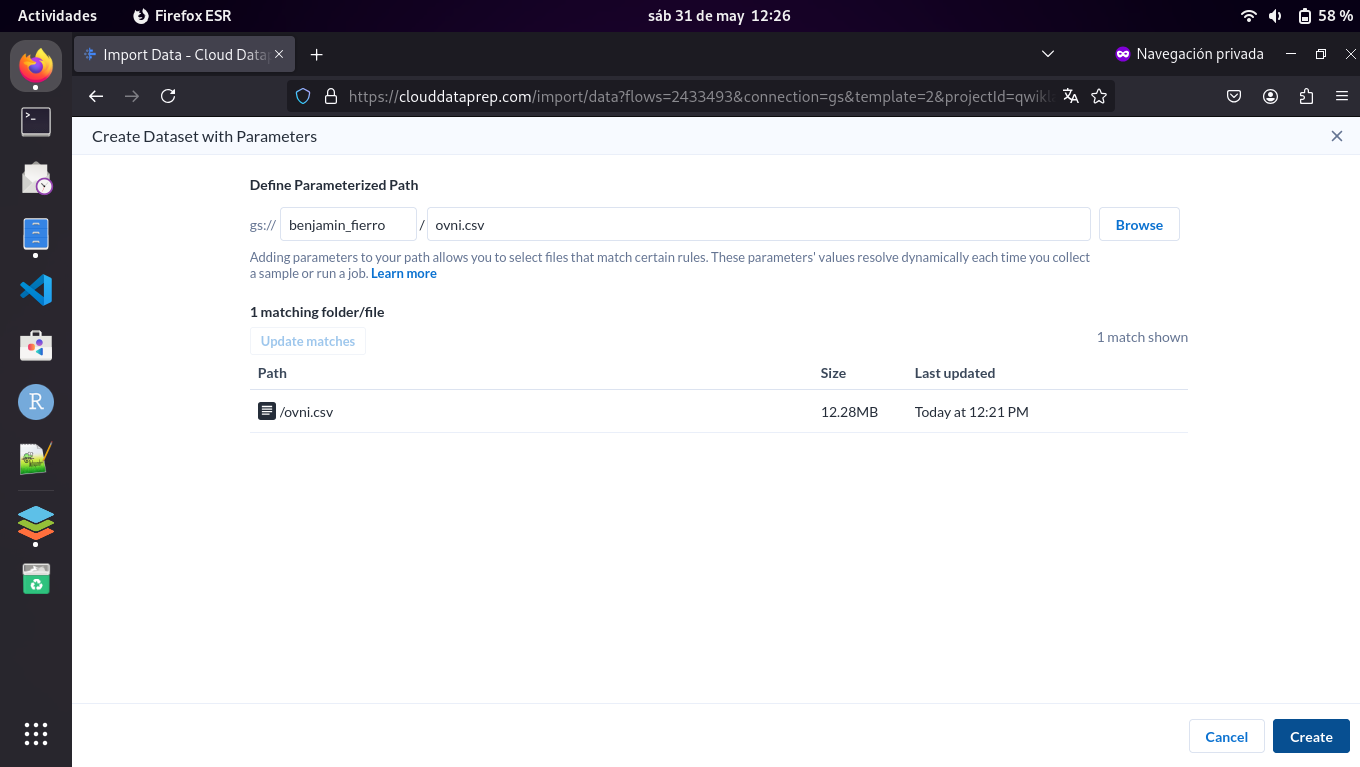 Actividades Firefox ESR sáb 31 de may 12:26 58 %
Import Data - Cloud Datap Navegación privada
https://clouddataprep.com/import/data?flows=2433493&connection=gs&template=2&projectId=qwikl
Create Dataset with Parameters
Define Parameterized Path
gs:// benjamin_fierro / ovni.csv Browse
Adding parameters to your path allows you to select files that match certain rules. These parameters' values resolve dynamically each time you collect
a sample or run a job. Learn more
1 matching folder/file
Update matches 1 match shown
Path Size Last updated
/ovni.csv 12.28MB Today at 12:21 PM
R
Cancel Create